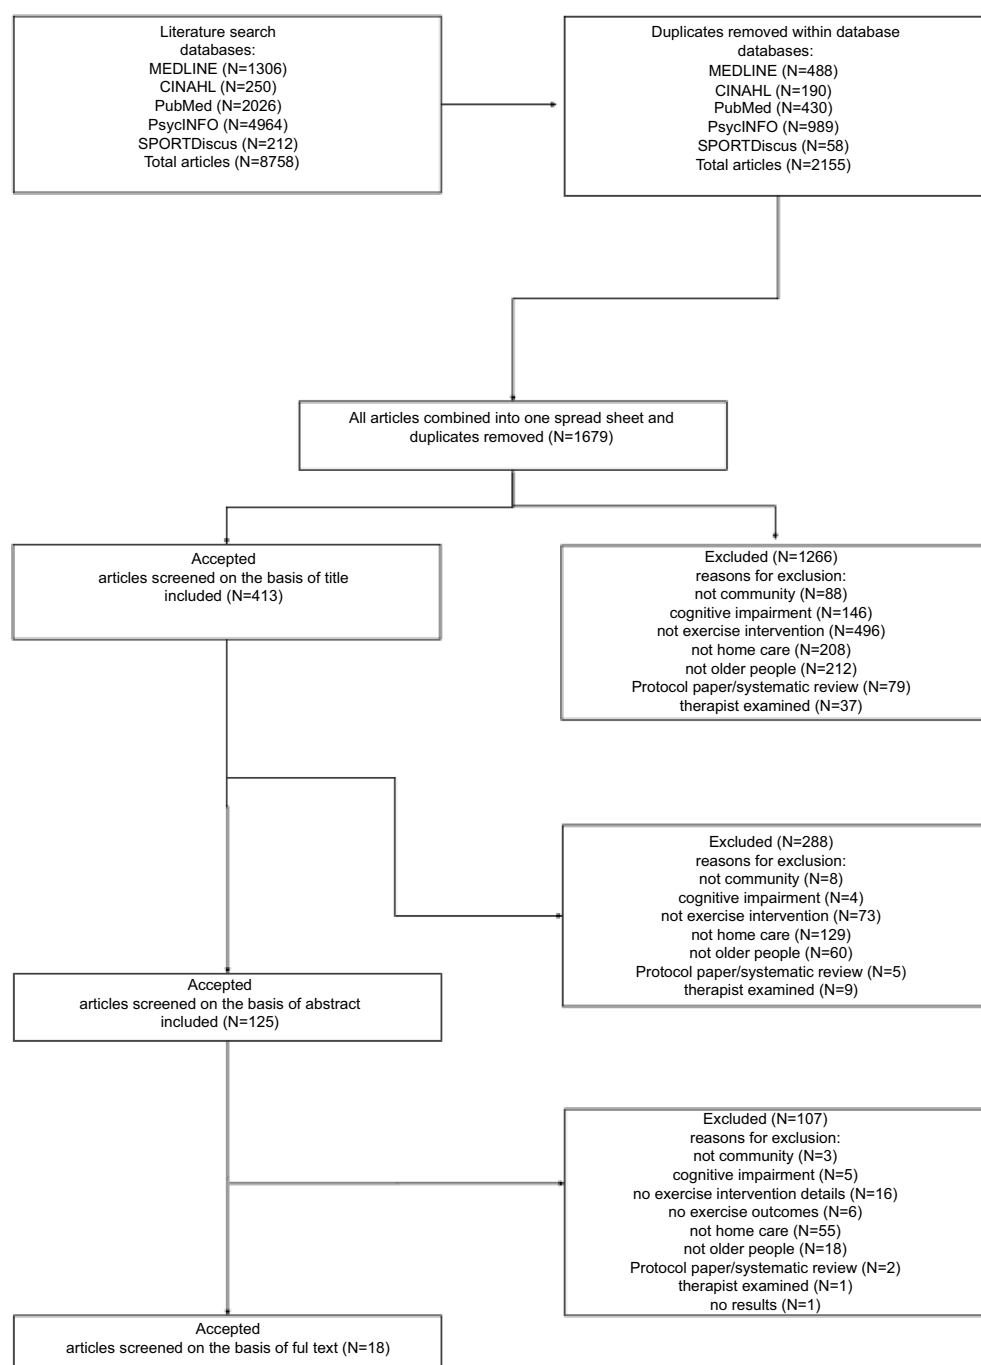 Literature search
databases:
MEDLINE (N=1306)
CINAHL (N=250)
PubMed (N=2026)
PsycINFO (N=4964)
SPORTDiscus (N=212)
Total articles (N=8758)
Duplicates removed within database
databases:
MEDLINE (N=488)
CINAHL (N=190)
PubMed (N=430)
PsycINFO (N=989)
SPORTDiscus (N=58)
Total articles (N=2155)
All articles combined into one spread sheet and
duplicates removed (N=1679)
Accepted
articles screened on the basis of title
included (N=413)
Excluded (N=1266)
reasons for exclusion:
not community (N=88)
cognitive impairment (N=146)
not exercise intervention (N=496)
not home care (N=208)
not older people (N=212)
Protocol paper/systematic review (N=79)
therapist examined (N=37)
Excluded (N=288)
reasons for exclusion:
not community (N=8)
cognitive impairment (N=4)
not exercise intervention (N=73)
not home care (N=129)
not older people (N=60)
Protocol paper/systematic review (N=5)
therapist examined (N=9)
Accepted
articles screened on the basis of abstract
included (N=125)
Excluded (N=107)
reasons for exclusion:
not community (N=3)
cognitive impairment (N=5)
no exercise intervention details (N=16)
no exercise outcomes (N=6)
not home care (N=55)
not older people (N=18)
Protocol paper/systematic review (N=2)
therapist examined (N=1)
no results (N=1)
Accepted
articles screened on the basis of ful text (N=18)